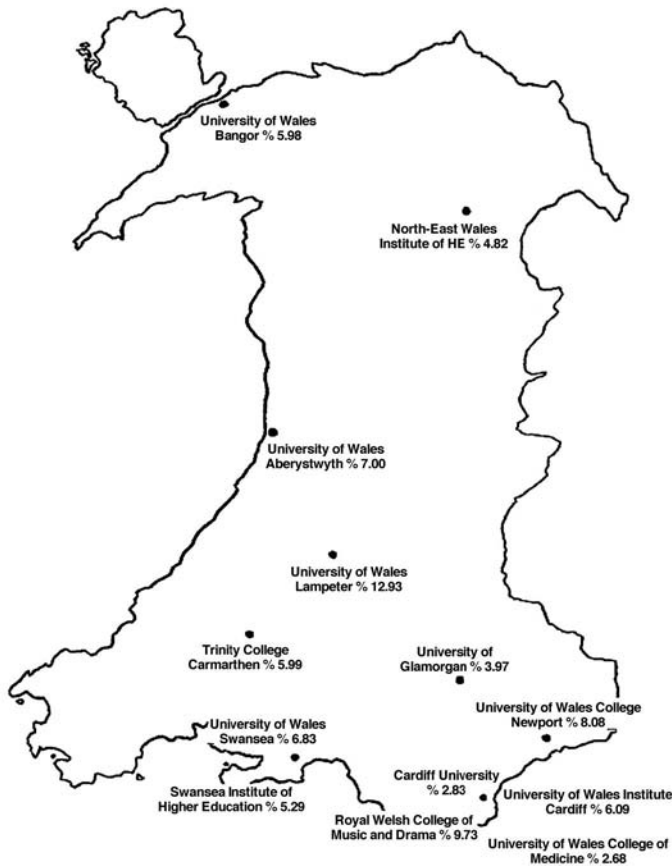 University of Wales
Bangor % 5.98
North-East Wales
Institute of HE % 4.82
University of Wales
Aberystwyth % 7.00
University of Wales
Lampeter % 12.93
Trinity College
Carmarthen % 5.99
University of
Glamorgan % 3.97
University of Wales College
Newport % 8.08
University of Wales
Swansea % 6.83
Swansea Institute of
Higher Education % 5.29
Cardiff University
% 2.83
University of Wales Institute
Cardiff % 6.09
Royal Welsh College of
Music and Drama % 9.73
University of Wales College of
Medicine % 2.68